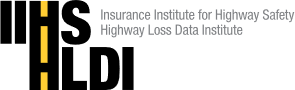 IIHS
HLDI
Insurance Institute for Highway Safety
Highway Loss Data Institute